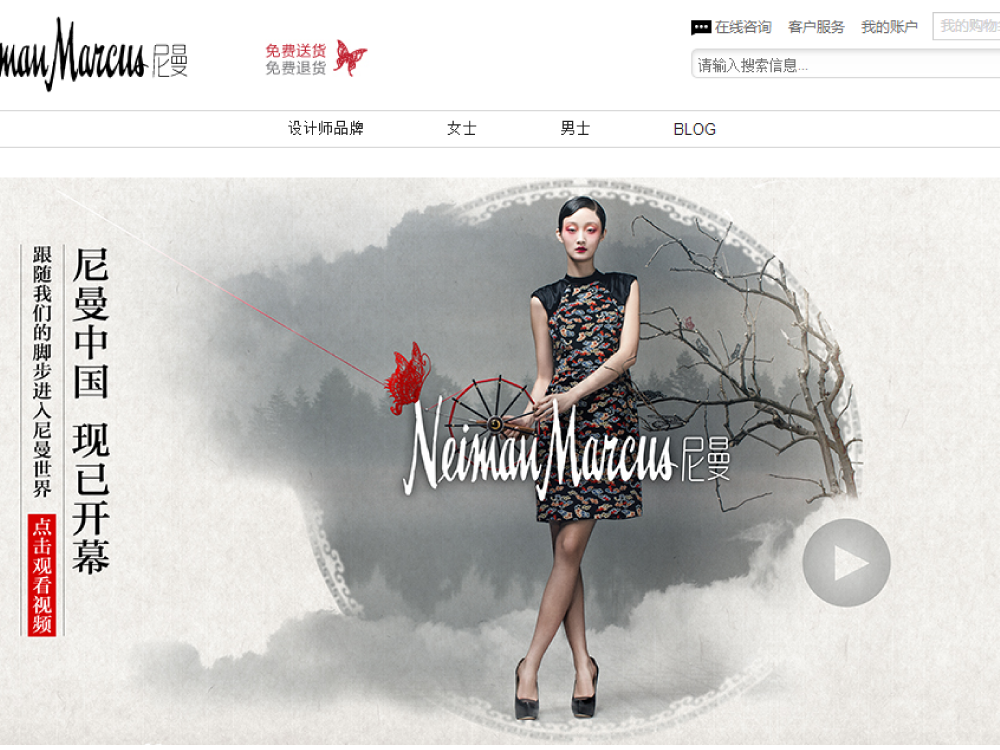 man Marcus 尼曼
免费送货
免费退货
在线咨询 客户服务 我的账户 我的购物
请输入搜索信息...
设计师品牌 女士 男士 BLOG
尼曼中国 现已开幕
跟随我们的脚步进入尼曼世界
点击观看视频
Neiman Marcus 尼曼